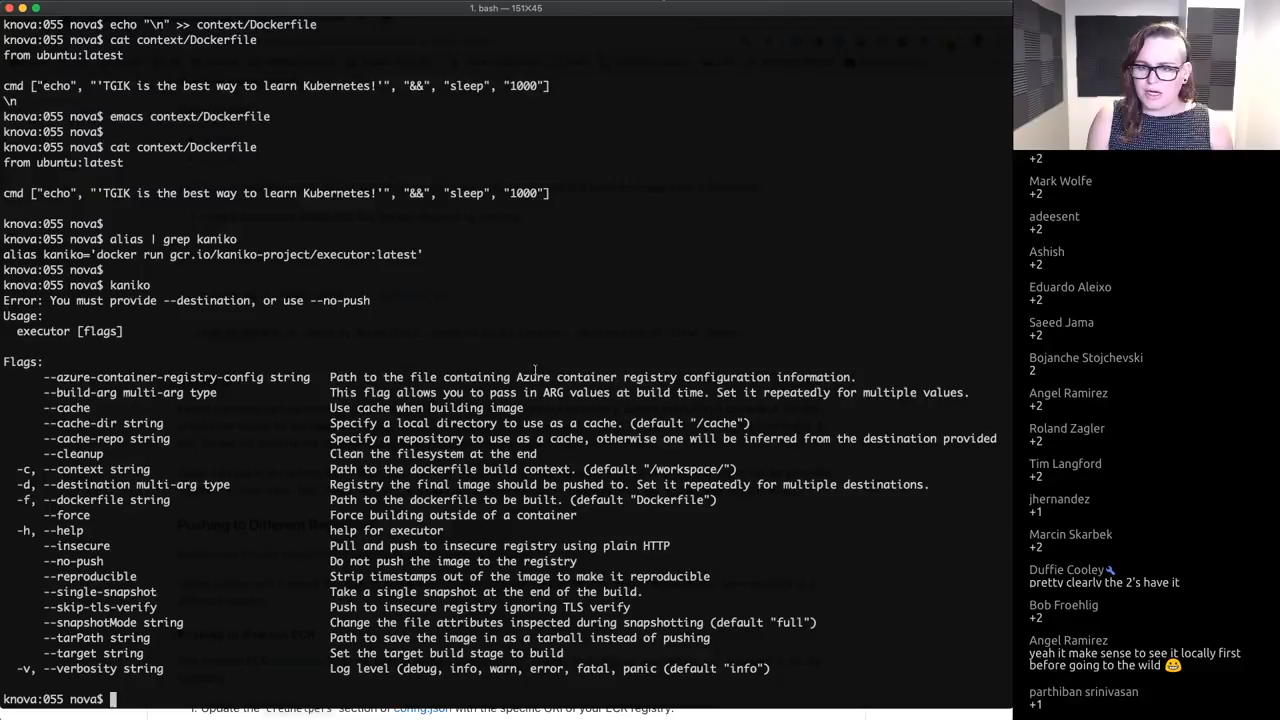 1. bash — 151×45
knova:055 nova$ echo "\n" >> context/Dockerfile
knova:055 nova$ cat context/Dockerfile
from ubuntu:latest
cmd ["echo", "'TGIK is the best way to learn Kubernetes!'", "&&", "sleep", "1000"]
\n
knova:055 nova$ emacs context/Dockerfile
knova:055 nova$
knova:055 nova$ cat context/Dockerfile
from ubuntu:latest
cmd ["echo", "'TGIK is the best way to learn Kubernetes!'", "&&", "sleep", "1000"]
knova:055 nova$
knova:055 nova$ alias | grep kaniko
alias kaniko='docker run gcr.io/kaniko-project/executor:latest'
knova:055 nova$
knova:055 nova$ kaniko
Error: You must provide --destination, or use --no-push
Usage:
executor [flags]
Flags:
--azure-container-registry-config string Path to the file containing Azure container registry configuration information.
--build-arg multi-arg type This flag allows you to pass in ARG values at build time. Set it repeatedly for multiple values.
--cache Use cache when building image
--cache-dir string Specify a local directory to use as a cache. (default "/cache")
--cache-repo string Specify a repository to use as a cache, otherwise one will be inferred from the destination provided
--cleanup Clean the filesystem at the end
-c, --context string Path to the dockerfile build context. (default "/workspace/")
-d, --destination multi-arg type Registry the final image should be pushed to. Set it repeatedly for multiple destinations.
-f, --dockerfile string Path to the dockerfile to be built. (default "Dockerfile")
--force Force building outside of a container
-h, --help help for executor
--insecure Pull and push to insecure registry using plain HTTP
--no-push Do not push the image to the registry
--reproducible Strip timestamps out of the image to make it reproducible
--single-snapshot Take a single snapshot at the end of the build.
--skip-tls-verify Push to insecure registry ignoring TLS verify
--snapshotMode string Change the file attributes inspected during snapshotting (default "full")
--tarPath string Path to save the image in as a tarball instead of pushing
--target string Set the target build stage to build
-v, --verbosity string Log level (debug, info, warn, error, fatal, panic (default "info")
knova:055 nova$
Pushing to Different Re
1. Update the credHelpers section of config.json with the specific URI of your ECR registry:
+2
Mark Wolfe
+2
adeesent
+2
Ashish
+2
Eduardo Aleixo
+2
Saeed Jama
+2
Bojanche Stojchevski
2
Angel Ramirez
+2
Roland Zagler
+2
Tim Langford
+2
jhernandez
+1
Marcin Skarbek
+2
Duffie Cooley
pretty clearly the 2's have it
Bob Froehlig
+2
Angel Ramirez
yeah it make sense to see it locally first
before going to the wild 😀
parthiban srinivasan
+1